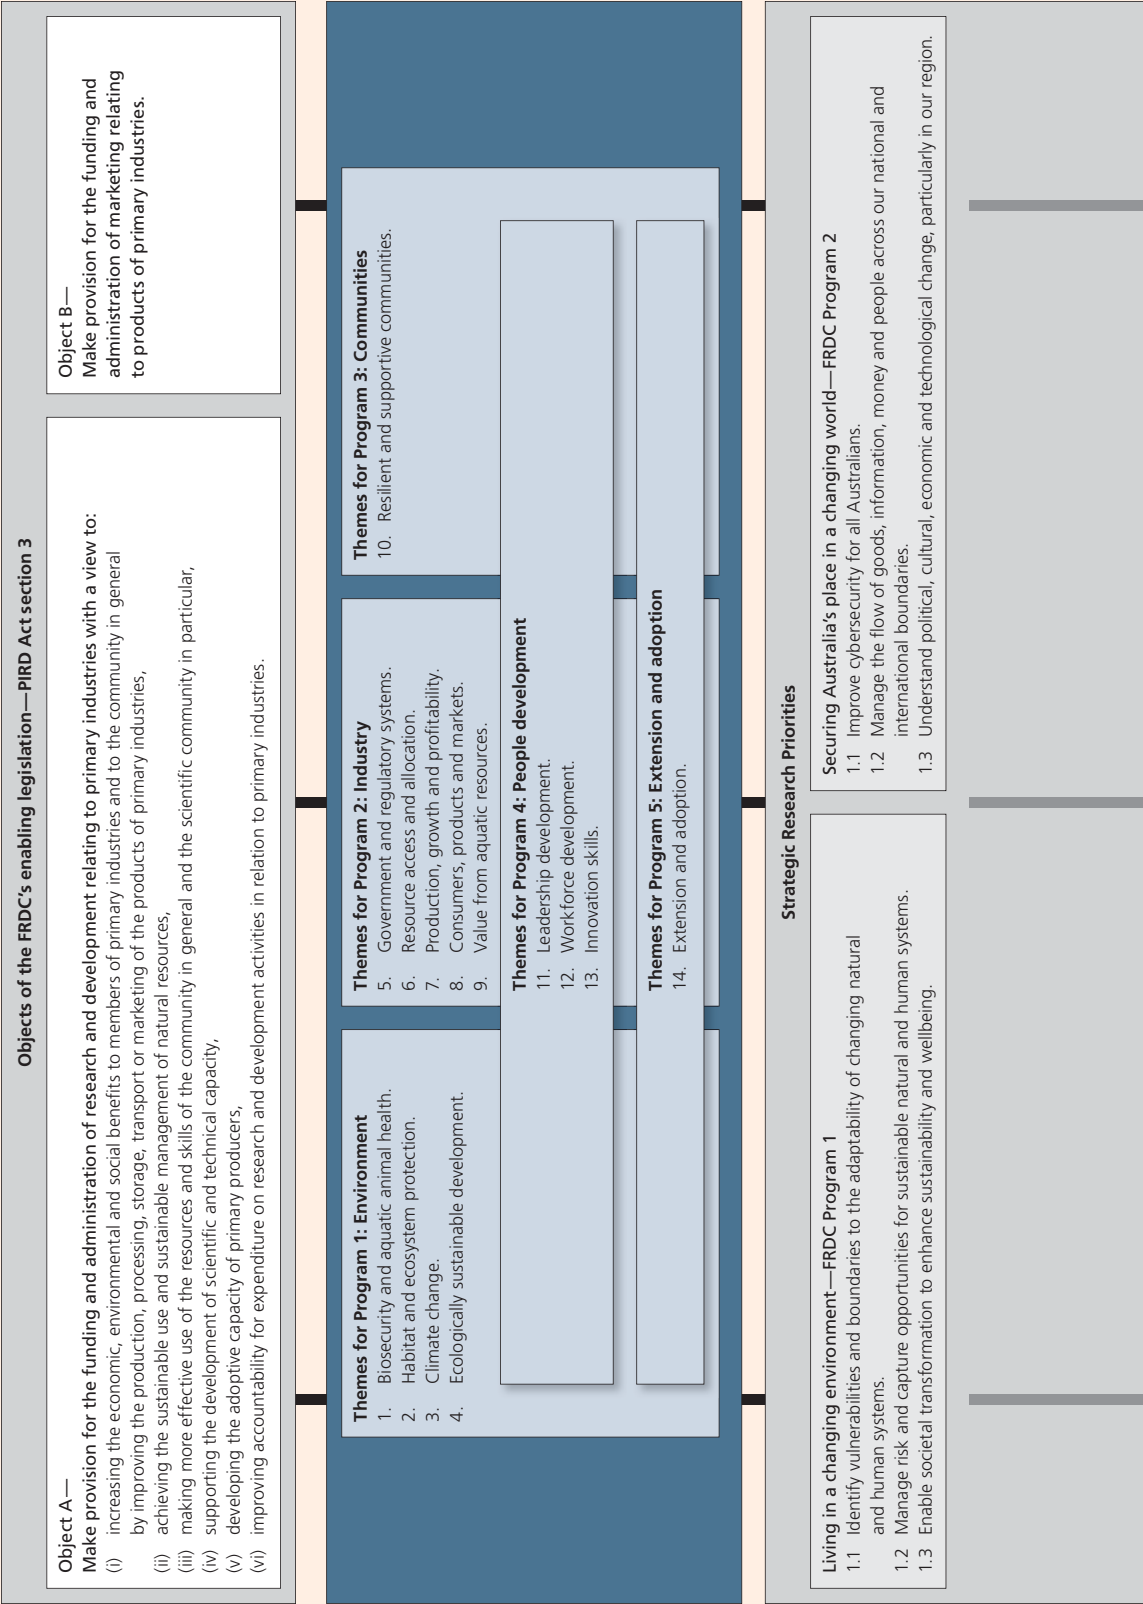 Objects of the FRDC’s enabling legislation—PIRD Act section 3
Object A—
Make provision for the funding and administration of research and development relating to primary industries with a view to:
(i) increasing the economic, environmental and social benefits to members of primary industries and to the community in general
by improving the production, processing, storage, transport or marketing of the products of primary industries,
(ii) achieving the sustainable use and sustainable management of natural resources,
(iii) making more effective use of the resources and skills of the community in general and the scientific community in particular,
(iv) supporting the development of scientific and technical capacity,
(v) developing the adoptive capacity of primary producers,
(vi) improving accountability for expenditure on research and development activities in relation to primary industries.
Object B—
Make provision for the funding and
administration of marketing relating
to products of primary industries.
Themes for Program 1: Environment
1. Biosecurity and aquatic animal health.
2. Habitat and ecosystem protection.
3. Climate change.
4. Ecologically sustainable development.
Themes for Program 2: Industry
5. Government and regulatory systems.
6. Resource access and allocation.
7. Production, growth and profitability.
8. Consumers, products and markets.
9. Value from aquatic resources.
Themes for Program 3: Communities
10. Resilient and supportive communities.
Themes for Program 4: People development
11. Leadership development.
12. Workforce development.
13. Innovation skills.
Themes for Program 5: Extension and adoption
14. Extension and adoption.
Strategic Research Priorities
Living in a changing environment—FRDC Program 1
1.1 Identify vulnerabilities and boundaries to the adaptability of changing natural
and human systems.
1.2 Manage risk and capture opportunities for sustainable natural and human systems.
1.3 Enable societal transformation to enhance sustainability and wellbeing.
Securing Australia’s place in a changing world—FRDC Program 2
1.1 Improve cybersecurity for all Australians.
1.2 Manage the flow of goods, information, money and people across our national and
international boundaries.
1.3 Understand political, cultural, economic and technological change, particularly in our region.